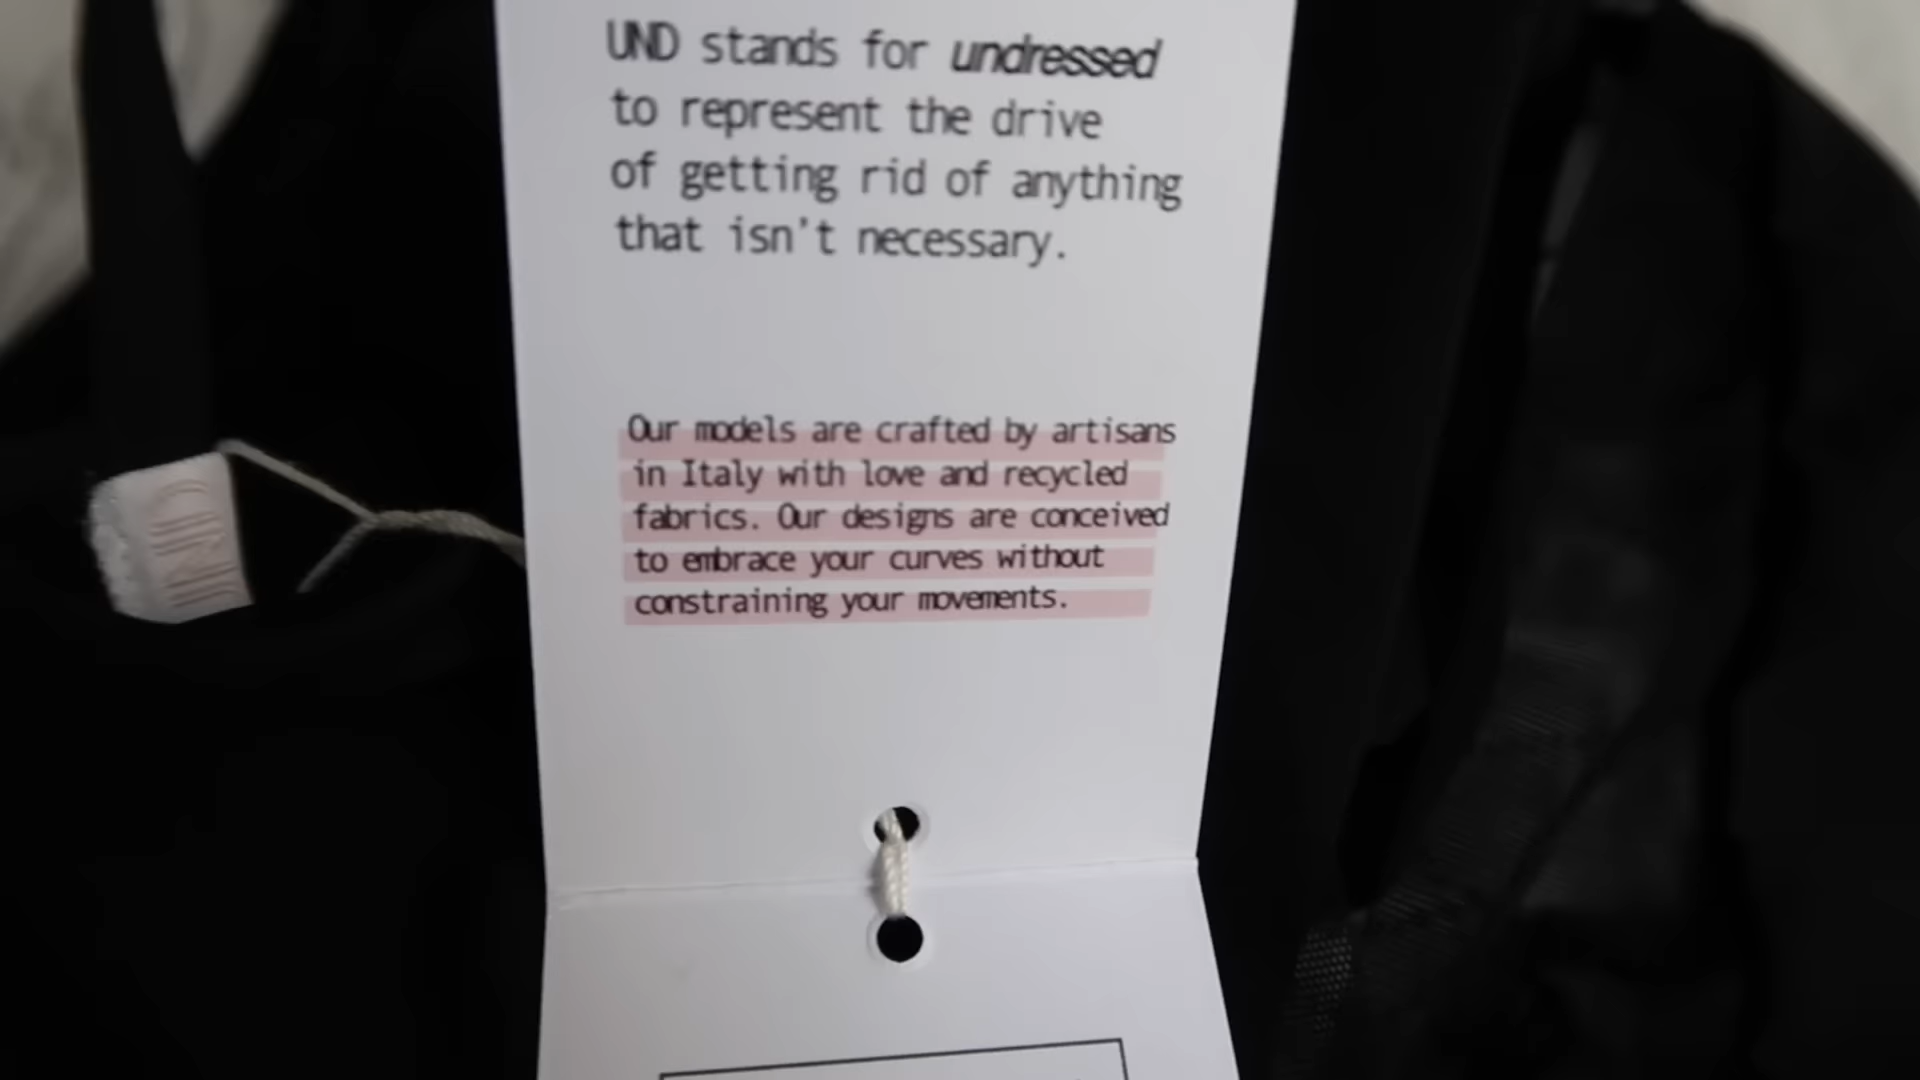 UND stands for undressed
to represent the drive
of getting rid of anything
that isn't necessary.
Our models are crafted by artisans
in Italy with love and recycled
fabrics. Our designs are conceived
to embrace your curves without
constraining your movements.
UND